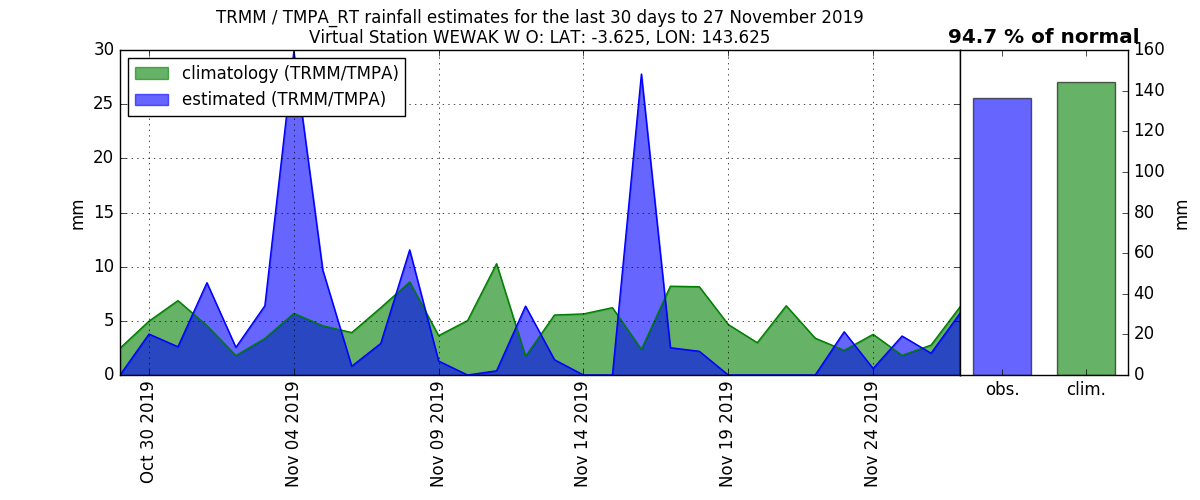 TRMM / TMPA_RT rainfall estimates for the last 30 days to 27 November 2019
Virtual Station WEWAK W O: LAT: -3.625, LON: 143.625
94.7 % of normal
climatology (TRMM/TMPA)
estimated (TRMM/TMPA)
mm
30
25
20
15
10
5
0
Oct 30 2019
Nov 04 2019
Nov 09 2019
Nov 14 2019
Nov 19 2019
Nov 24 2019
obs.
clim.
160
140
120
100
80
60
40
20
0
mm